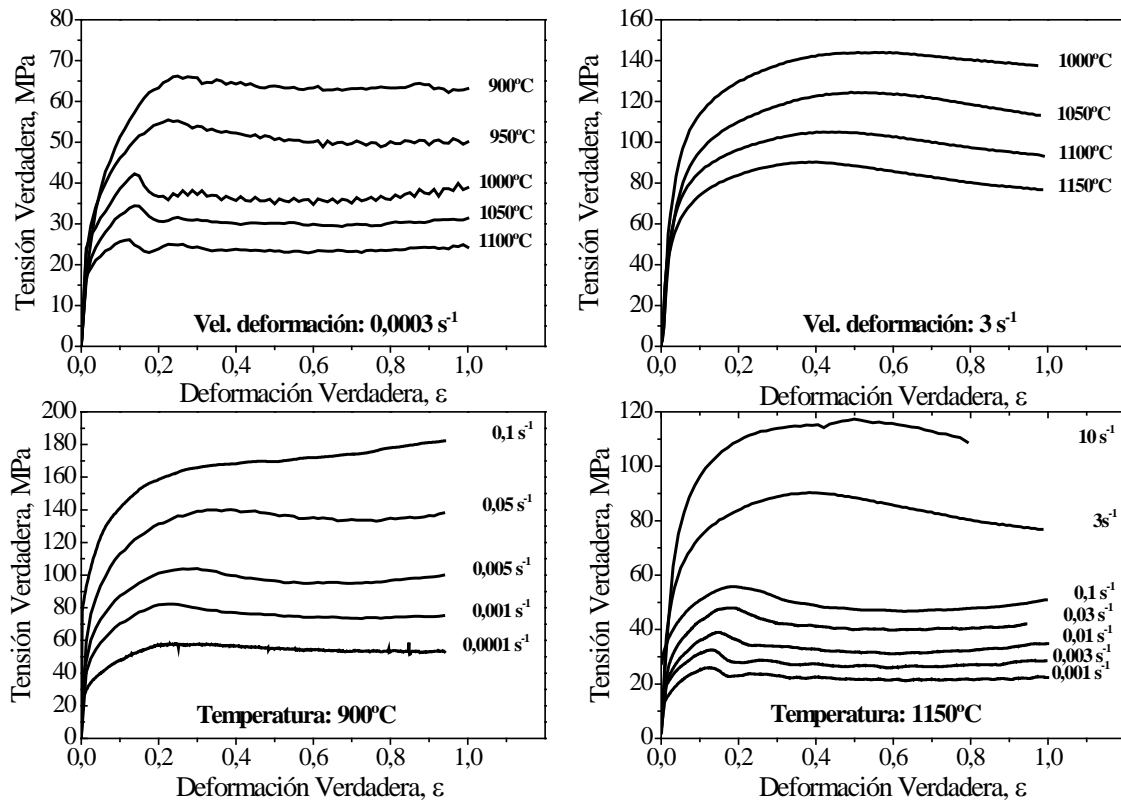 Tensión Verdadera, MPa
80
70
60
50
40
30
20
10
0
900ºC
950ºC
1000ºC
1050ºC
1100ºC
Vel. deformación: 0,0003 s-1
0,0 0,2 0,4 0,6 0,8 1,0
Deformación Verdadera, ε
Tensión Verdadera, MPa
160
140
120
100
80
60
40
20
0
1000ºC
1050ºC
1100ºC
1150ºC
Vel. deformación: 3 s-1
0,0 0,2 0,4 0,6 0,8 1,0
Deformación Verdadera, ε
Tensión Verdadera, MPa
200
180
160
140
120
100
80
60
40
20
0
0,1 s-1
0,05 s-1
0,005 s-1
0,001 s-1
0,0001 s-1
Temperatura: 900ºC
0,0 0,2 0,4 0,6 0,8 1,0
Deformación Verdadera, ε
Tensión Verdadera, MPa
120
100
80
60
40
20
0
10 s-1
3s-1
0,1 s-1
0,03 s-1
0,01 s-1
0,003 s-1
0,001 s-1
Temperatura: 1150ºC
0,0 0,2 0,4 0,6 0,8 1,0
Deformación Verdadera, ε